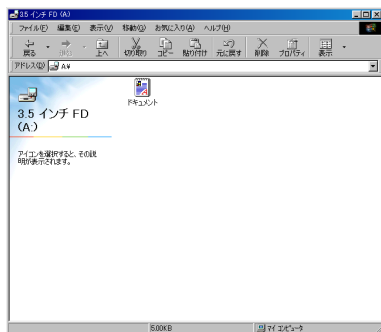 3.5 インチ FD (A:)
ファイル(F) 編集(E) 表示(V) 移動(G) お気に入り(A) ヘルプ(H)
戻る 進む 上へ 切り取り コピー 貼り付け 元に戻す 削除 プロパティ 表示
アドレス(D) A:¥
3.5 インチ FD
(A:)
アイコンを選択すると、その説
明が表示されます。
ドキュメント
5.00KB マイ コンピュータ